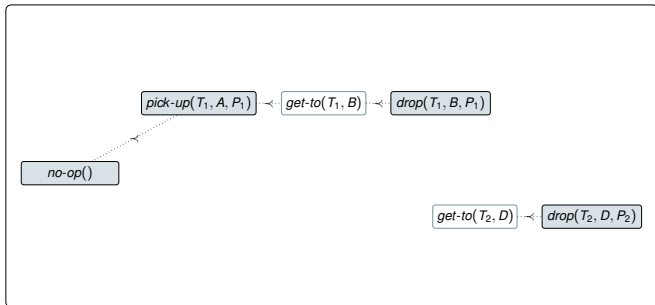 pick-up(T₁, A, P₁) get-to(T₁, B) drop(T₁, B, P₁)
no-op()
get-to(T₂, D) drop(T₂, D, P₂)